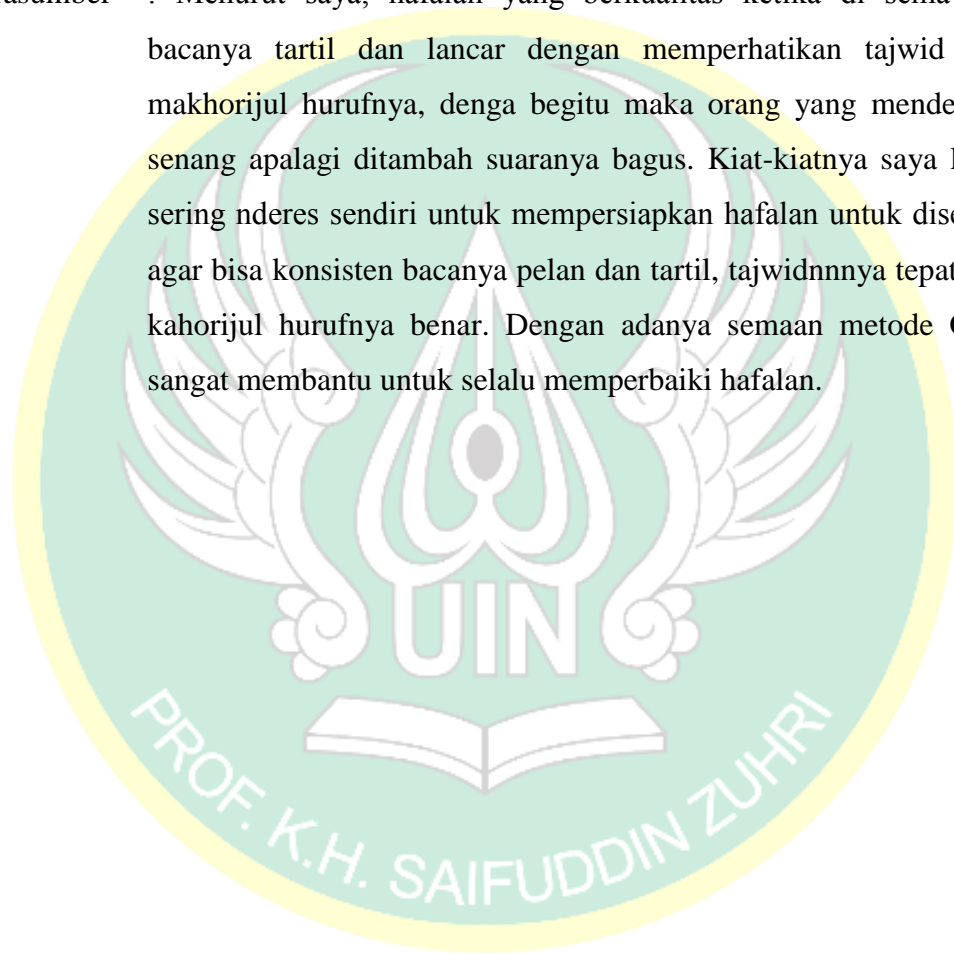 : Menurut saya, hafalan yang berkualitas ketika di
bacanya tartil dan lancar dengan memperhatikan tajwid
makhorijul hurufnya, denga begitu maka orang yang
senang apalagi ditambah suaranya bagus. Kiat-kiatnya saya
sering nderes sendiri untuk mempersiapkan hafalan untuk
agar bisa konsisten bacanya pelan dan tartil, tajwidnnnya tepat
kahorijul hurufnya benar. Dengan adanya semaan metode
sangat membantu untuk selalu memperbaiki hafalan.
UIN
PROF. K.H. SAIFUDDIN ZUHRI